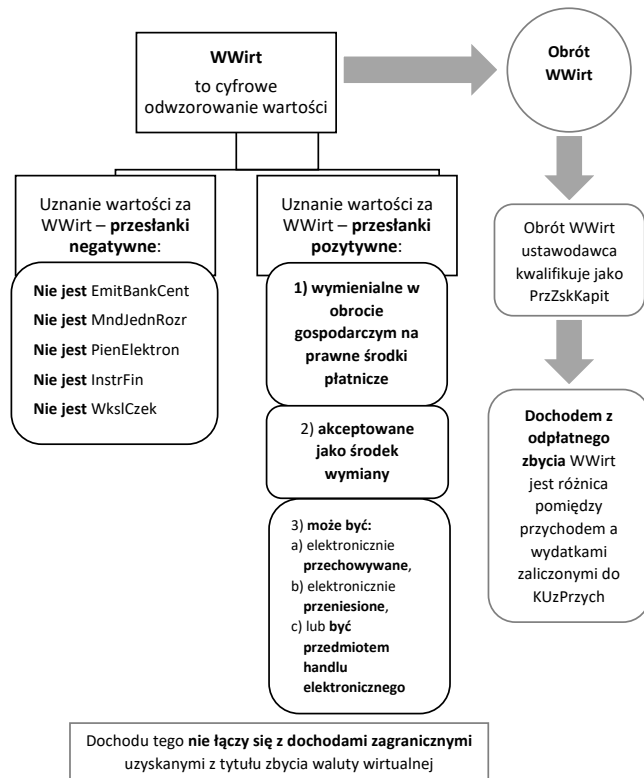 WWirt
to cyfrowe
odwzorowanie wartości
Obrót
WWirt
Uznanie wartości za
WWirt – przesłanki
negatywne:
Nie jest EmitBankCent
Nie jest MndJednRozr
Nie jest PienElektron
Nie jest InstrFin
Nie jest WkslCzek
Uznanie wartości za
WWirt – przesłanki
pozytywne:
1) wymienialne w
obrocie
gospodarczym na
prawne środki
płatnicze
2) akceptowane
jako środek
wymiany
3) może być:
a) elektronicznie
przechowywane,
b) elektronicznie
przeniesione,
c) lub być
przedmiotem
handlu
elektronicznego
Obrót WWirt
ustawodawca
kwalifikuje jako
PrzZskKapit
Dochodem z
odpłatnego
zbycia WWirt
jest różnica
pomiędzy
przychodem a
wydatkami
zaliczonymi do
KUzPrzych
Dochodu tego nie łączy się z dochodami zagranicznymi
uzyskanymi z tytułu zbycia waluty wirtualnej